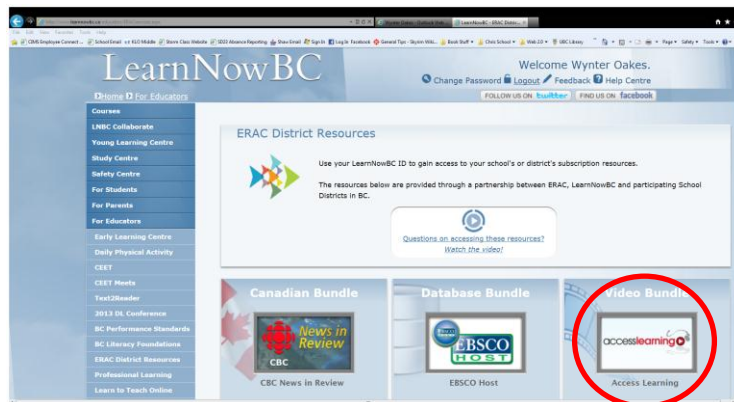 File Edit View Favorites Tools Help
LearnNowBC
Welcome Wynter Oakes.
Change Password Logout Feedback Help Centre
FOLLOW US ON twitter FIND US ON facebook
Home For Educators
Courses
LNBC Collaborate
Young Learning Centre
Study Centre
Safety Centre
For Students
For Parents
For Educators
Early Learning Centre
Daily Physical Activity
CEET
CEET Meets
Text2Reader
2013 DL Conference
BC Performance Standards
BC Literacy Foundations
ERAC District Resources
Professional Learning
Learn to Teach Online
ERAC District Resources
Use your LearnNowBC ID to gain access to your school's or district's subscription resources.
The resources below are provided through a partnership between ERAC, LearnNowBC and participating School
Districts in BC.
Questions on accessing these resources?
Watch the video!
Canadian Bundle
News in
Review
CBC
CBC News in Review
Database Bundle
EBSCO
HOST
EBSCO Host
Video Bundle
accesslearning
Access Learning